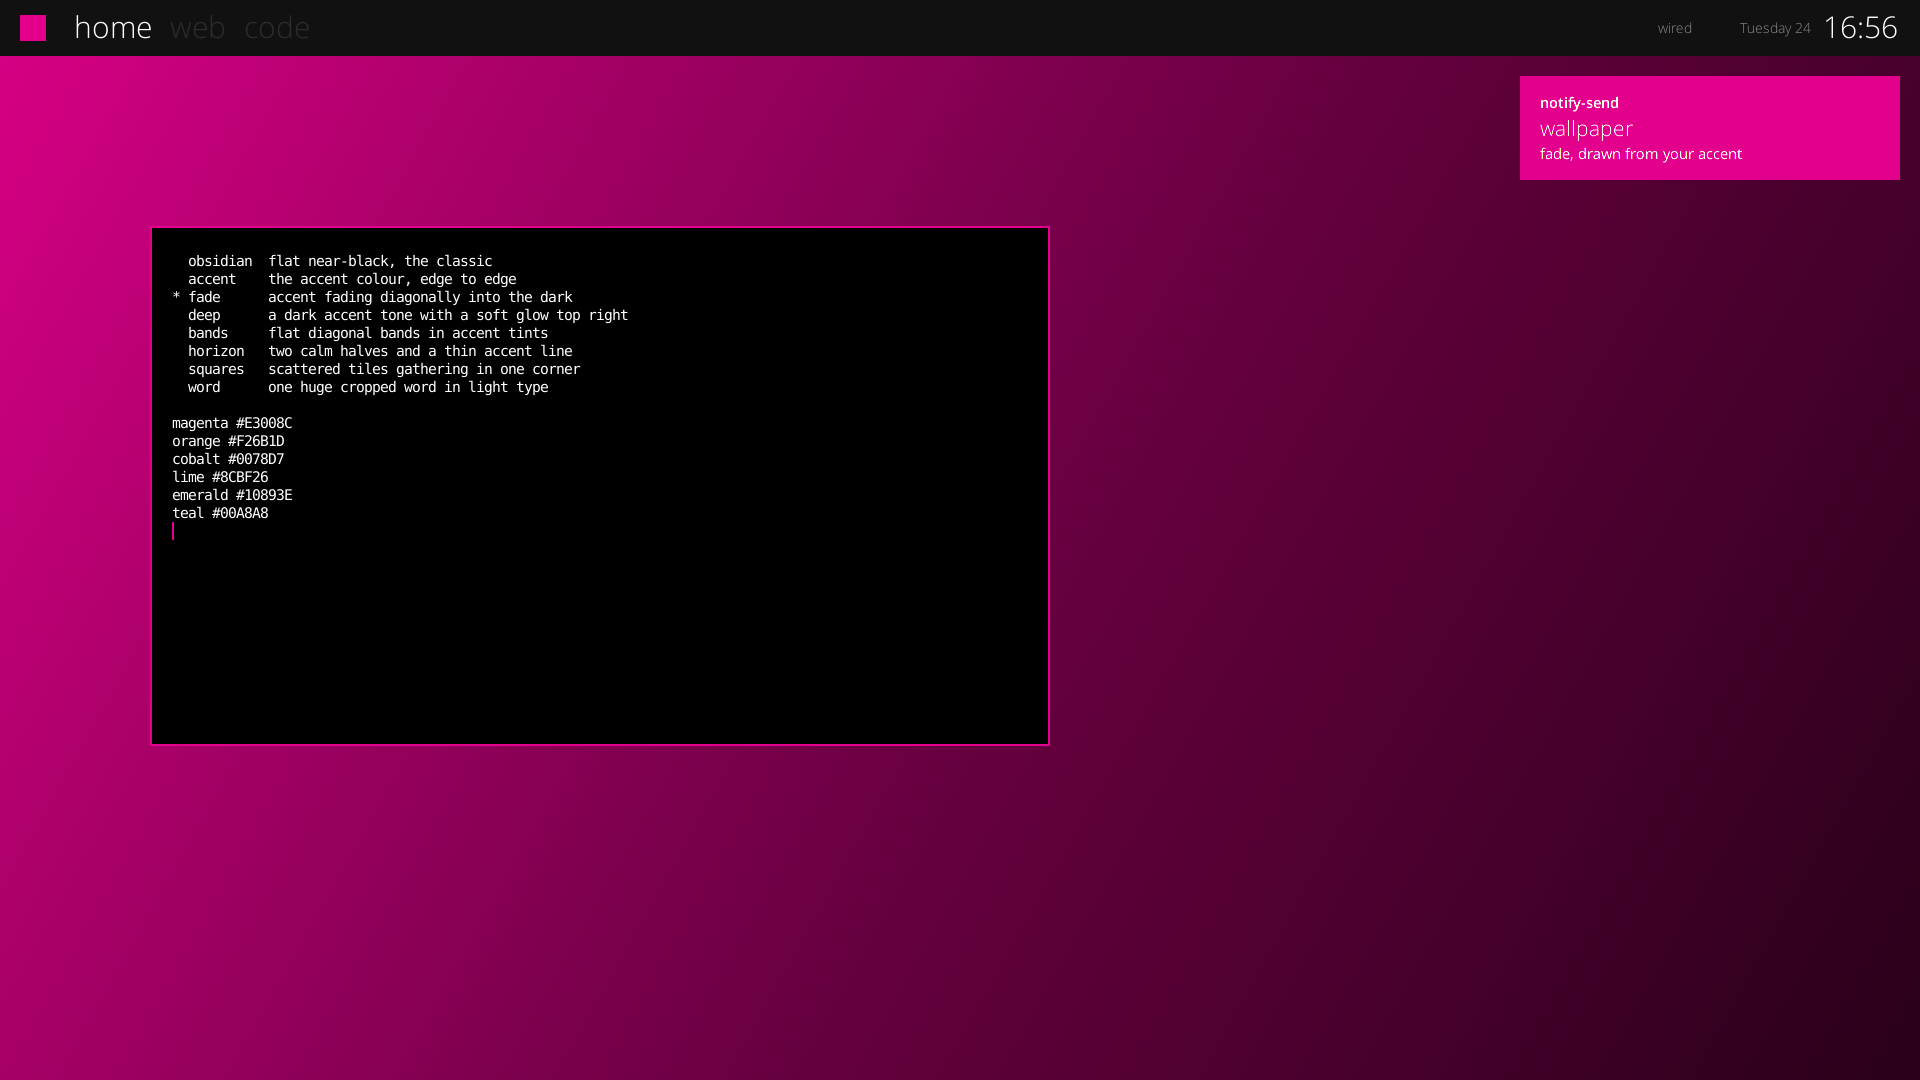 home web code
wired Tuesday 24 16:56
notify-send
wallpaper
fade, drawn from your accent
obsidian flat near-black, the classic
accent the accent colour, edge to edge
* fade accent fading diagonally into the dark
deep a dark accent tone with a soft glow top right
bands flat diagonal bands in accent tints
horizon two calm halves and a thin accent line
squares scattered tiles gathering in one corner
word one huge cropped word in light type
magenta #E3008C
orange #F26B1D
cobalt #0078D7
lime #8CBF26
emerald #10893E
teal #00A8A8